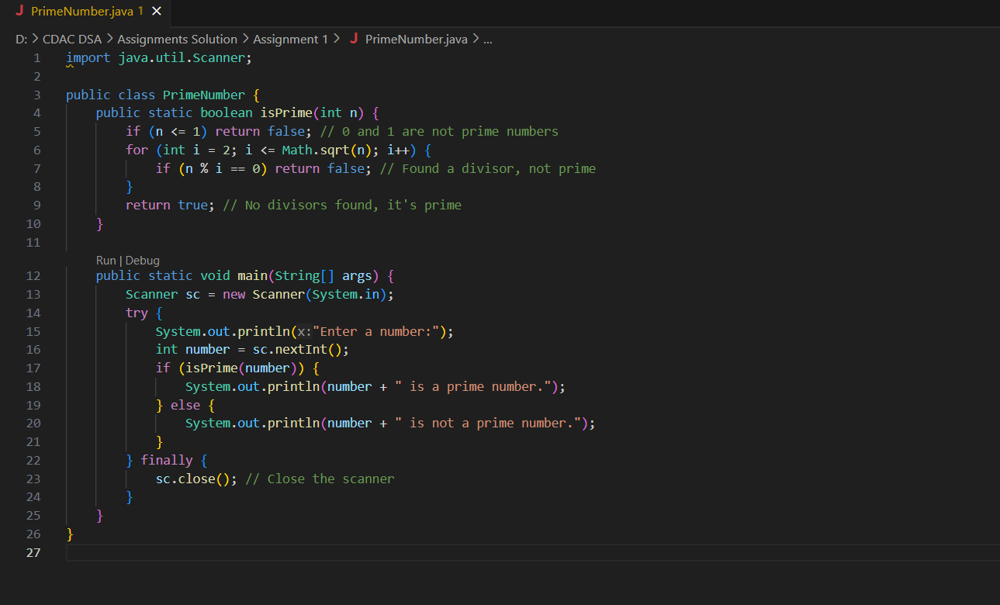 J PrimeNumber.java 1 ×
D: > CDAC DSA > Assignments Solution > Assignment 1 > J PrimeNumber.java > ...
1 import java.util.Scanner;
2
3 public class PrimeNumber {
4     public static boolean isPrime(int n) {
5         if (n <= 1) return false; // 0 and 1 are not prime numbers
6         for (int i = 2; i <= Math.sqrt(n); i++) {
7             if (n % i == 0) return false; // Found a divisor, not prime
8         }
9         return true; // No divisors found, it's prime
10     }
11
Run | Debug
12     public static void main(String[] args) {
13         Scanner sc = new Scanner(System.in);
14         try {
15             System.out.println(x:"Enter a number:");
16             int number = sc.nextInt();
17             if (isPrime(number)) {
18                 System.out.println(number + " is a prime number.");
19             } else {
20                 System.out.println(number + " is not a prime number.");
21             }
22         } finally {
23             sc.close(); // Close the scanner
24         }
25     }
26 }
27